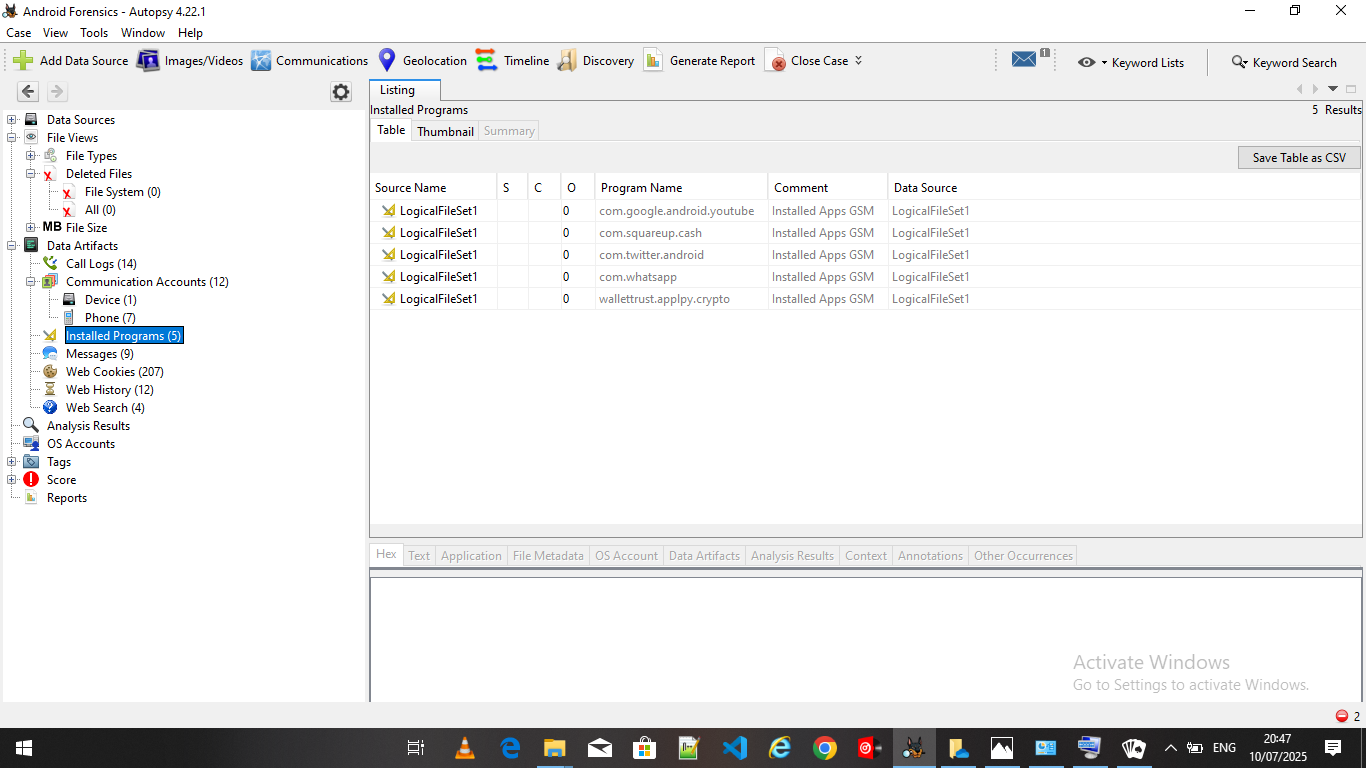 Android Forensics - Autopsy 4.22.1
Case View Tools Window Help
Add Data Source Images/Videos Communications Geolocation Timeline Discovery Generate Report Close Case 1 Keyword Lists Keyword Search
Listing
Installed Programs 5 Results
Table Thumbnail Summary
Save Table as CSV
Data Sources
File Views
File Types
Deleted Files
File System (0)
All (0)
MB File Size
Data Artifacts
Call Logs (14)
Communication Accounts (12)
Device (1)
Phone (7)
Installed Programs (5)
Messages (9)
Web Cookies (207)
Web History (12)
Web Search (4)
Analysis Results
OS Accounts
Tags
Score
Reports
Source Name S C O Program Name Comment Data Source
LogicalFileSet1 0 com.google.android.youtube Installed Apps GSM LogicalFileSet1
LogicalFileSet1 0 com.squareup.cash Installed Apps GSM LogicalFileSet1
LogicalFileSet1 0 com.twitter.android Installed Apps GSM LogicalFileSet1
LogicalFileSet1 0 com.whatsapp Installed Apps GSM LogicalFileSet1
LogicalFileSet1 0 wallettrust.applpy.crypto Installed Apps GSM LogicalFileSet1
Hex Text Application File Metadata OS Account Data Artifacts Analysis Results Context Annotations Other Occurrences
Activate Windows
Go to Settings to activate Windows.
2
ENG
20:47
10/07/2025